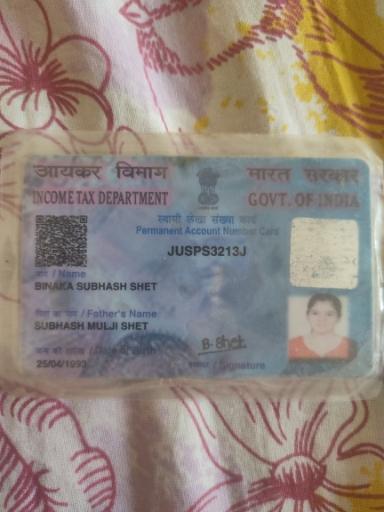 आयकर विभाग
INCOME TAX DEPARTMENT
भारत सरकार
GOVT. OF INDIA
स्थायी लेखा संख्या कार्ड
Permanent Account Number Card
JUSPS3213J
नाम / Name
BINAKA SUBHASH SHET
पिता का नाम / Father's Name
SUBHASH MULJI SHET
जन्म की तारीख / Date of Birth
25/04/1993
B. Shet.
हस्ताक्षर / Signature